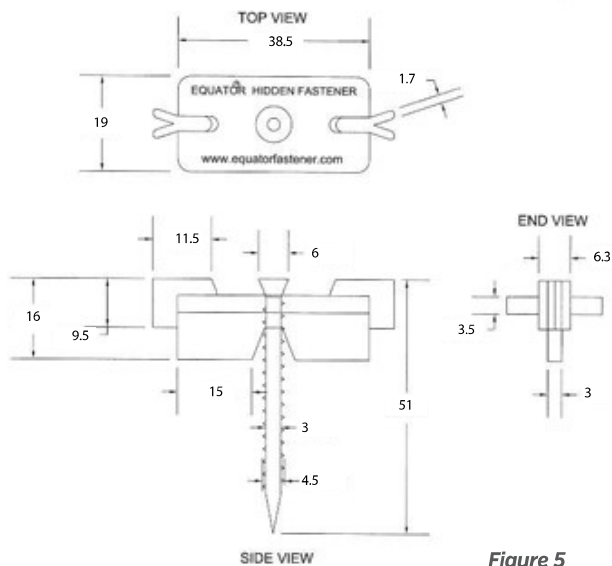 TOP VIEW
38.5
1.7
EQUATOR HIDDEN FASTENER
19
www.equatorfastener.com
END VIEW
11.5
6
6.3
16
9.5
3.5
15
51
3
3
4.5
SIDE VIEW
Figure 5